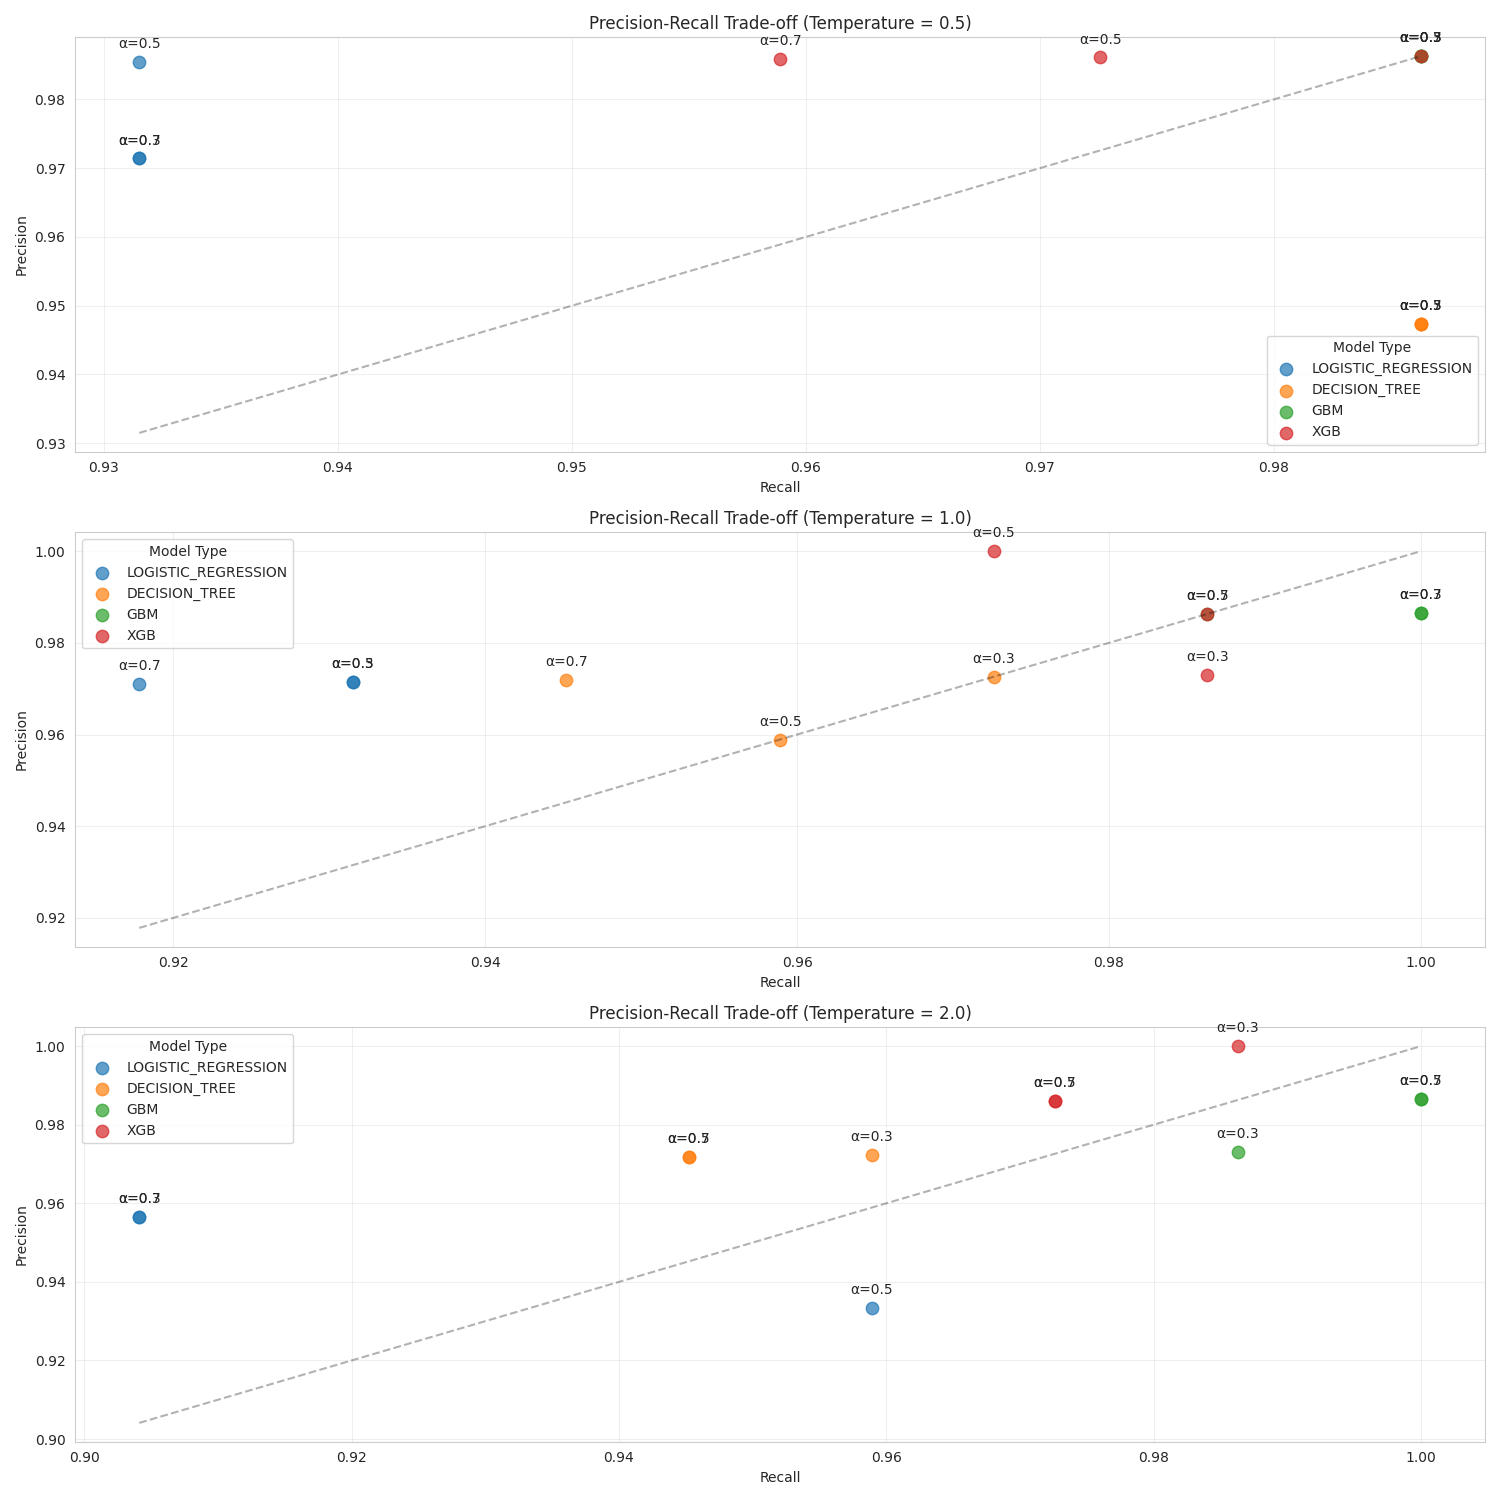 Precision-Recall Trade-off (Temperature = 0.5)
α=0.5
α=0.7
α=0.5
α=0.3
0.98
0.97
0.96
0.95
0.94
0.93
Precision
α=0.5
Model Type
LOGISTIC_REGRESSION
DECISION_TREE
GBM
XGB
0.93
0.94
0.95
0.96
0.97
0.98
Recall
Precision-Recall Trade-off (Temperature = 1.0)
α=0.5
1.00
0.98
0.96
0.94
0.92
Precision
Model Type
LOGISTIC_REGRESSION
DECISION_TREE
GBM
XGB
α=0.7
α=0.7
α=0.5
α=0.3
α=0.3
0.92
0.94
0.96
0.98
1.00
Recall
Precision-Recall Trade-off (Temperature = 2.0)
α=0.3
1.00
0.98
0.96
0.94
0.92
0.90
Precision
Model Type
LOGISTIC_REGRESSION
DECISION_TREE
GBM
XGB
α=0.3
α=0.3
α=0.5
0.90
0.92
0.94
0.96
0.98
1.00
Recall